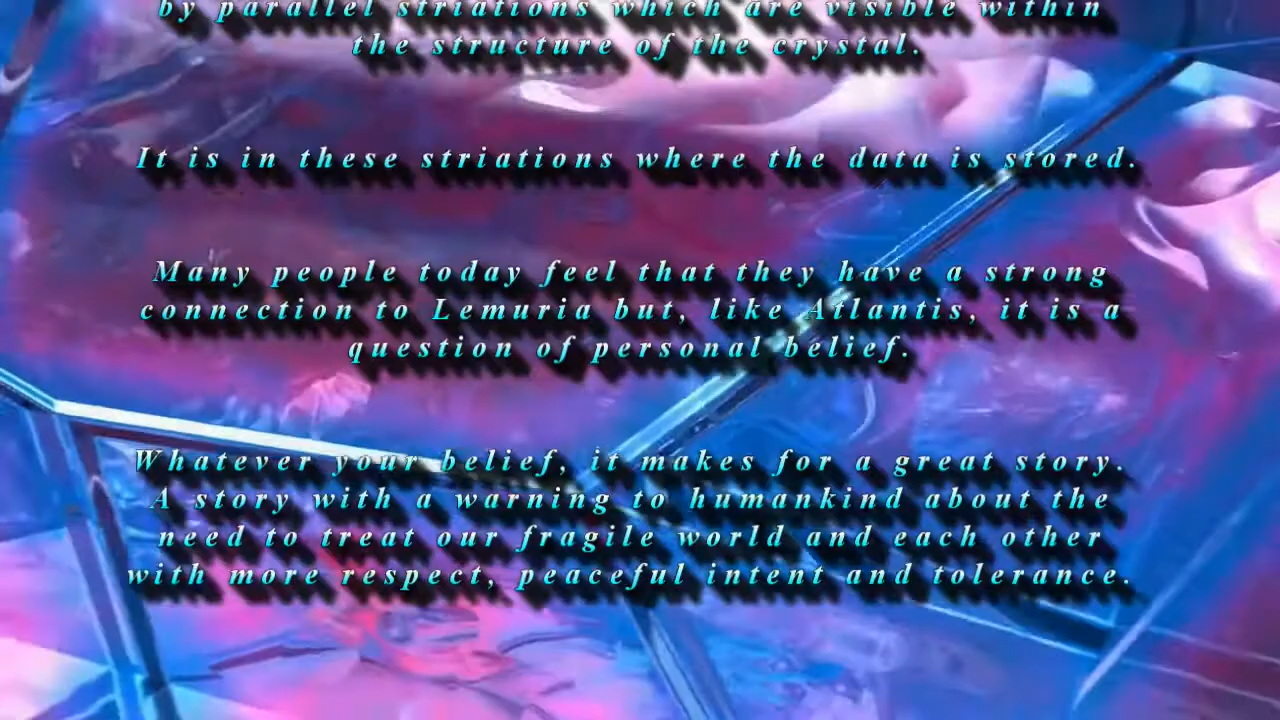 by parallel striations which are visible within
the structure of the crystal.
It is in these striations where the data is stored.
Many people today feel that they have a strong
connection to Lemuria but, like Atlantis, it is a
question of personal belief.
Whatever your belief, it makes for a great story.
A story with a warning to humankind about the
need to treat our fragile world and each other
with more respect, peaceful intent and tolerance.